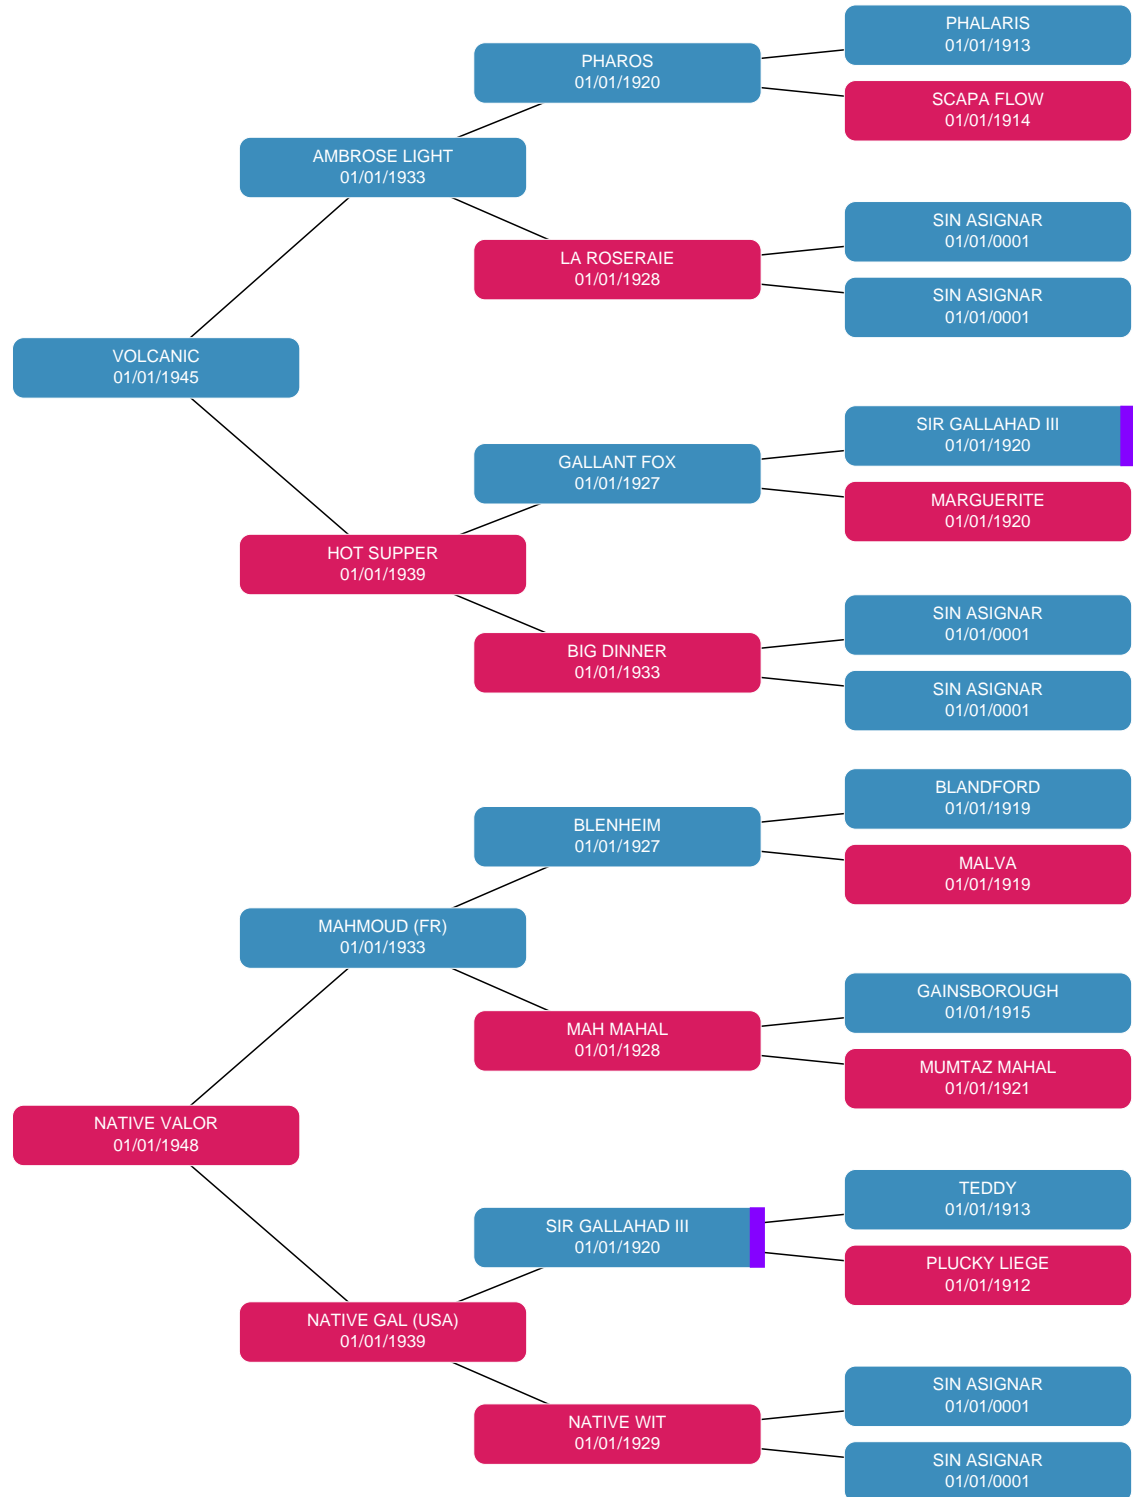 PHALARIS
01/01/1913
PHAROS
01/01/1920
SCAPA FLOW
01/01/1914
AMBROSE LIGHT
01/01/1933
SIN ASIGNAR
01/01/0001
LA ROSERAIE
01/01/1928
SIN ASIGNAR
01/01/0001
VOLCANIC
01/01/1945
SIR GALLAHAD III
01/01/1920
GALLANT FOX
01/01/1927
MARGUERITE
01/01/1920
HOT SUPPER
01/01/1939
SIN ASIGNAR
01/01/0001
BIG DINNER
01/01/1933
SIN ASIGNAR
01/01/0001
BLANDFORD
01/01/1919
BLENHEIM
01/01/1927
MALVA
01/01/1919
MAHMOUD (FR)
01/01/1933
GAINSBOROUGH
01/01/1915
MAH MAHAL
01/01/1928
MUMTAZ MAHAL
01/01/1921
NATIVE VALOR
01/01/1948
TEDDY
01/01/1913
SIR GALLAHAD III
01/01/1920
PLUCKY LIEGE
01/01/1912
NATIVE GAL (USA)
01/01/1939
SIN ASIGNAR
01/01/0001
NATIVE WIT
01/01/1929
SIN ASIGNAR
01/01/0001